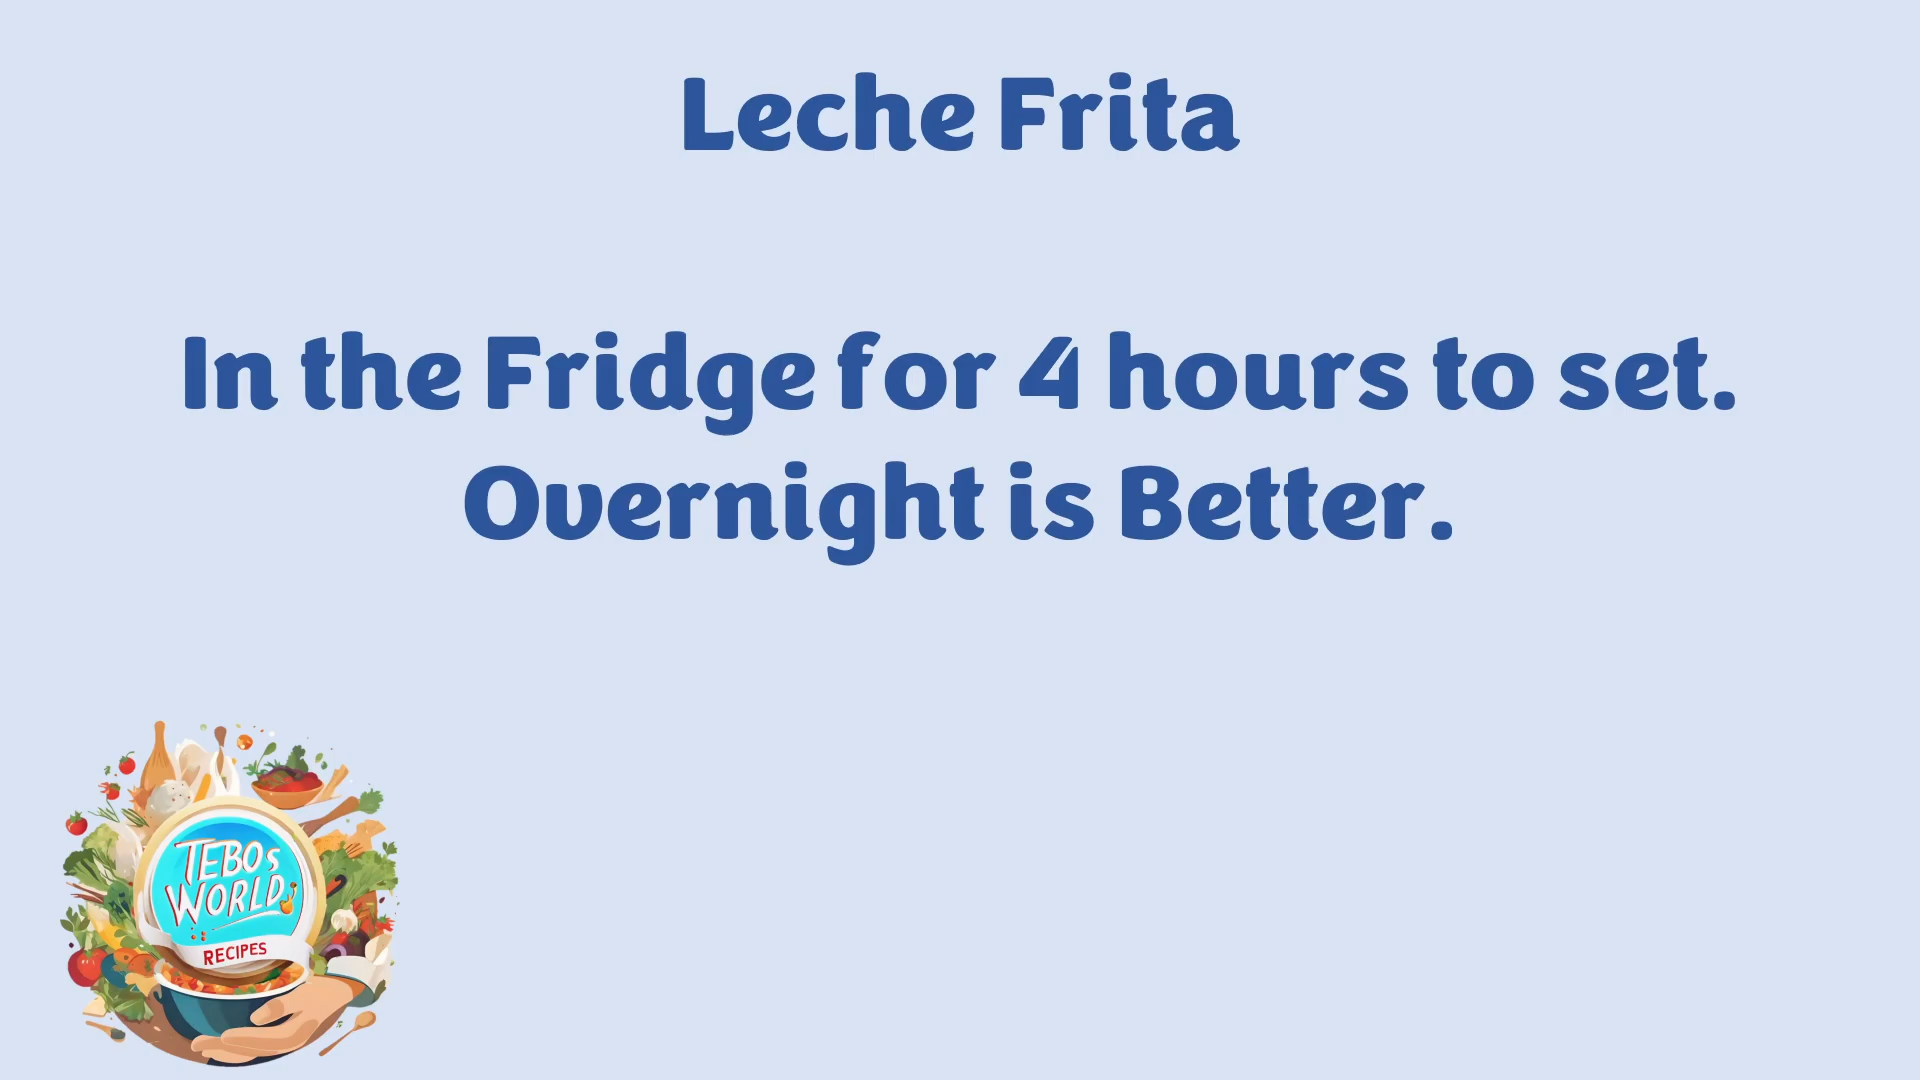 Leche Frita
In the Fridge for 4 hours to set.
Overnight is Better.
TEBOs
WORLD
RECIPES